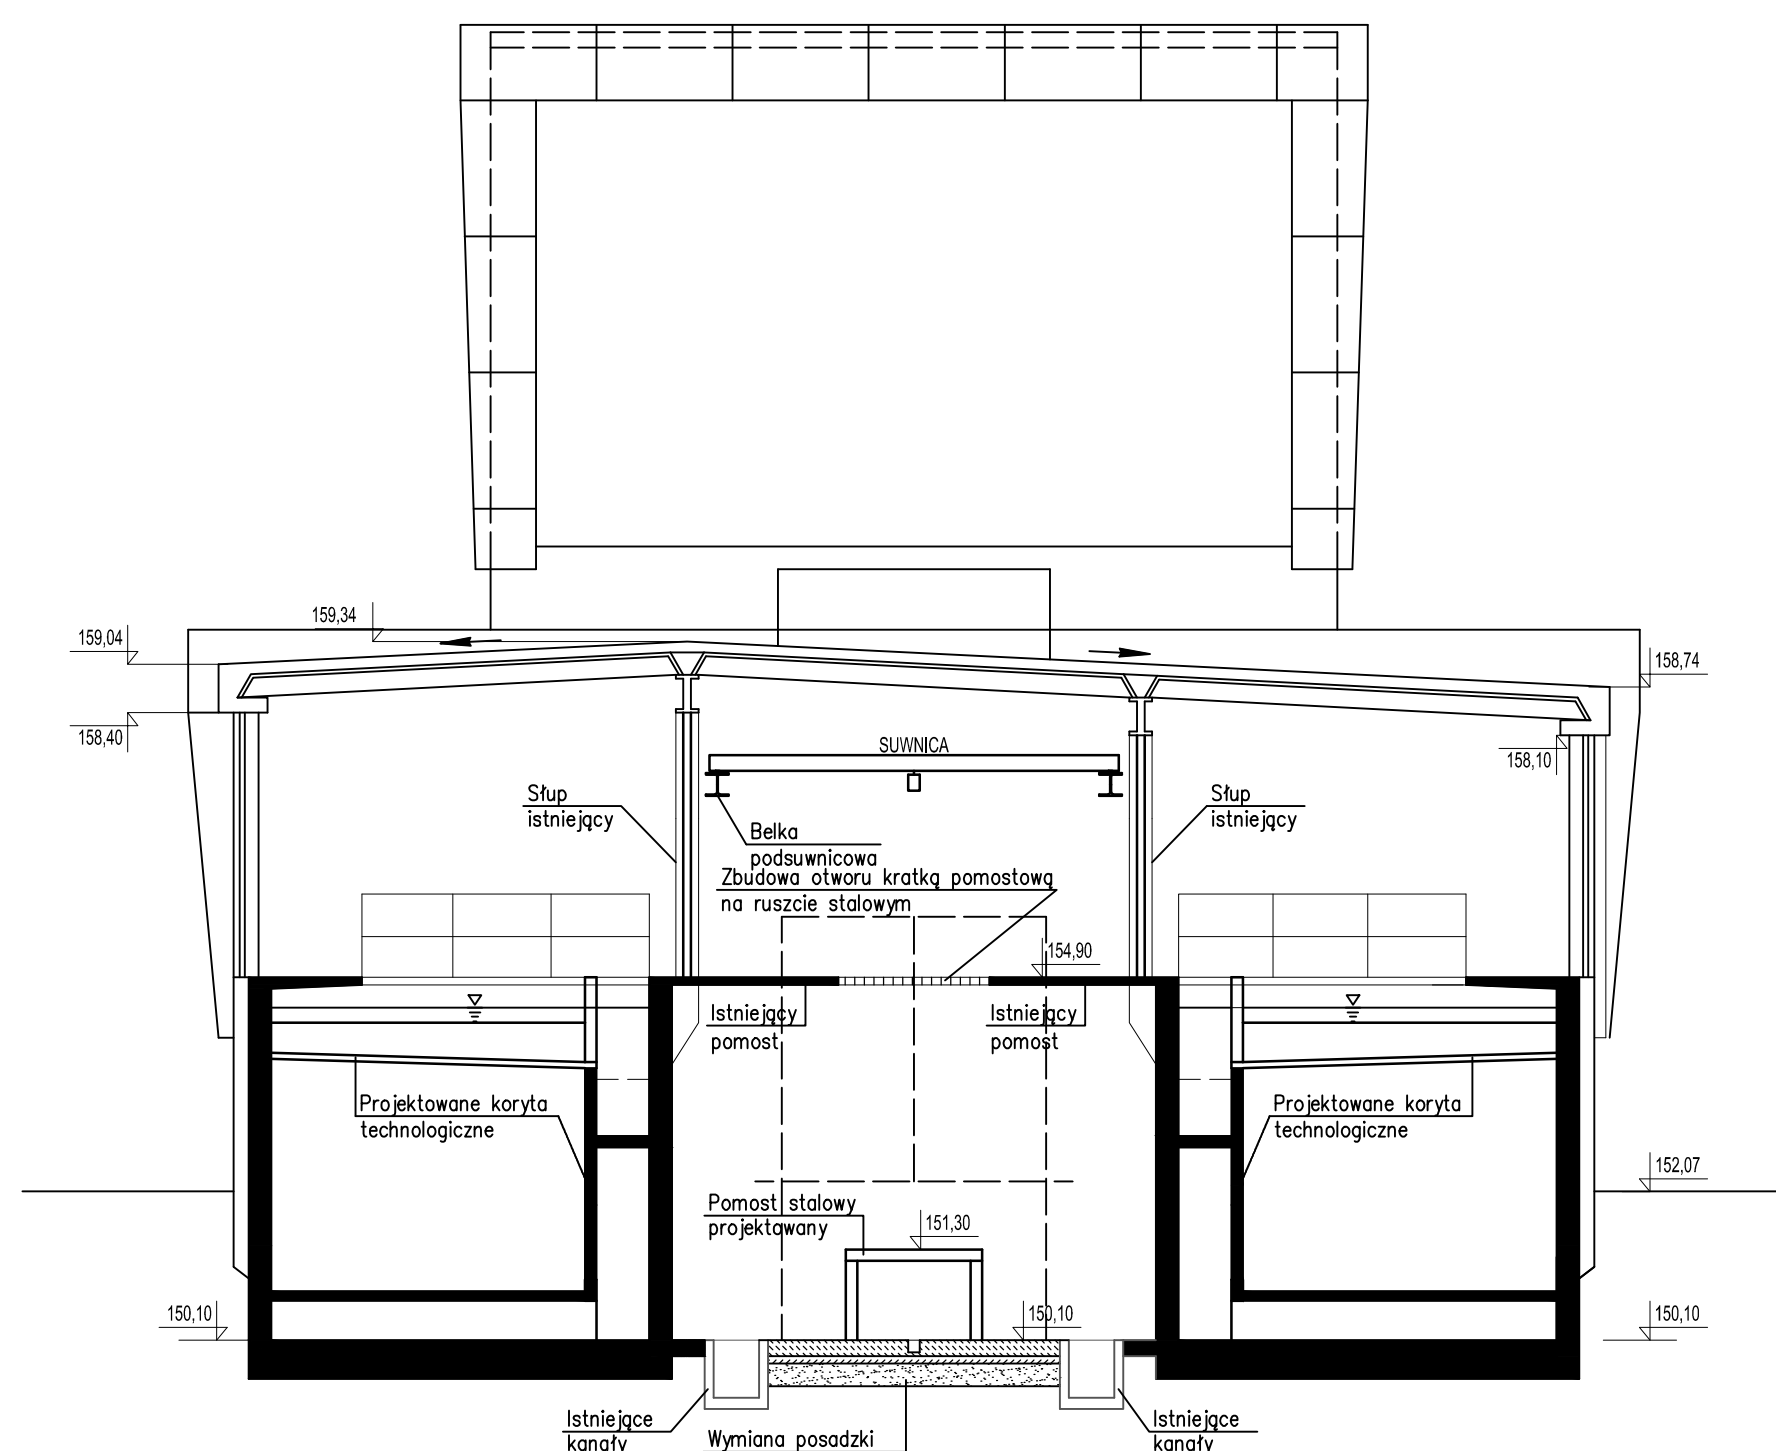 159,34
159,04
158,74
158,40
SUWNICA
158,10
Słup
istniejący
Słup
istniejący
Belka
podsuwnicowa
Zbudowa otworu kratką pomostową
na ruszcie stalowym
154,90
Istniejący
pomost
Istniejący
pomost
Projektowane koryta
technologiczne
Projektowane koryta
technologiczne
152,07
Pomost stalowy
projektowany
151,30
150,10
150,10
150,10
Istniejące
kanały
Istniejące
kanały
Wymiana posadzki